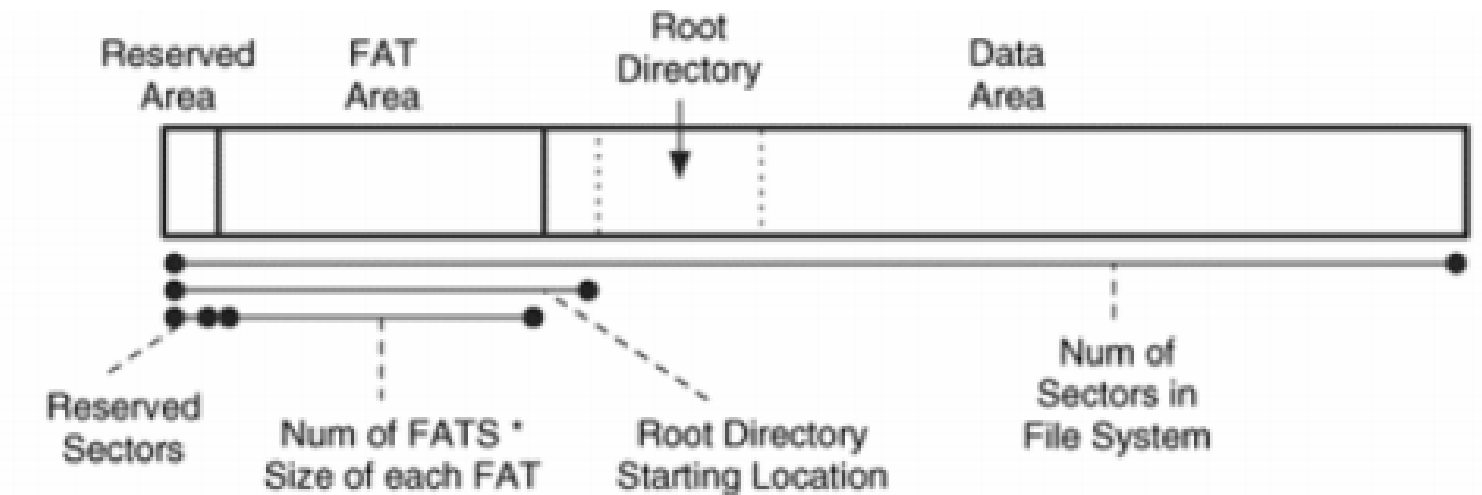 Reserved
Area
FAT
Area
Root
Directory
Data
Area
Reserved
Sectors
Num of FATS *
Size of each FAT
Root Directory
Starting Location
Num of
Sectors in
File System